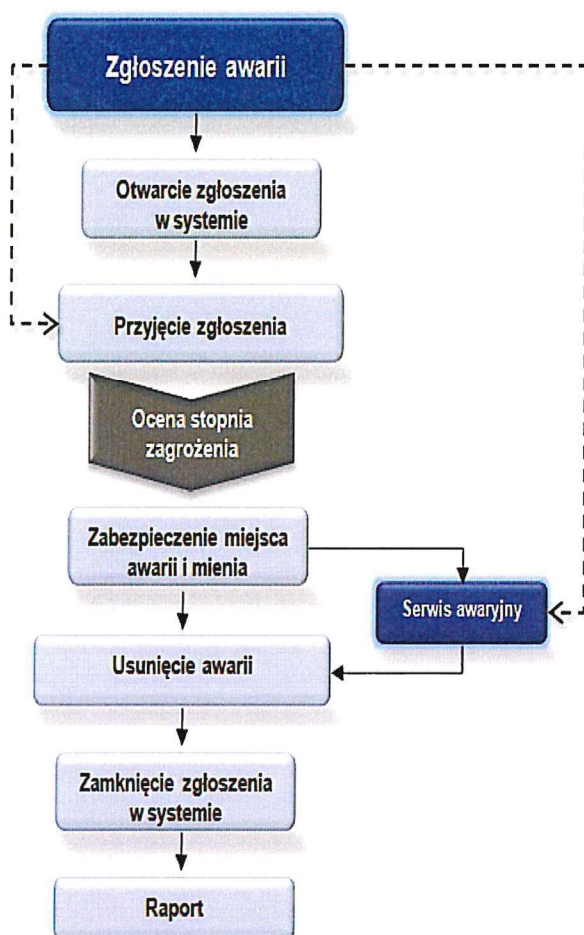 Zgłoszenie awarii
Otwarcie zgłoszenia
w systemie
Przyjęcie zgłoszenia
Ocena stopnia
zagrożenia
Zabezpieczenie miejsca
awarii i mienia
Serwis awaryjny
Usunięcie awarii
Zamknięcie zgłoszenia
w systemie
Raport